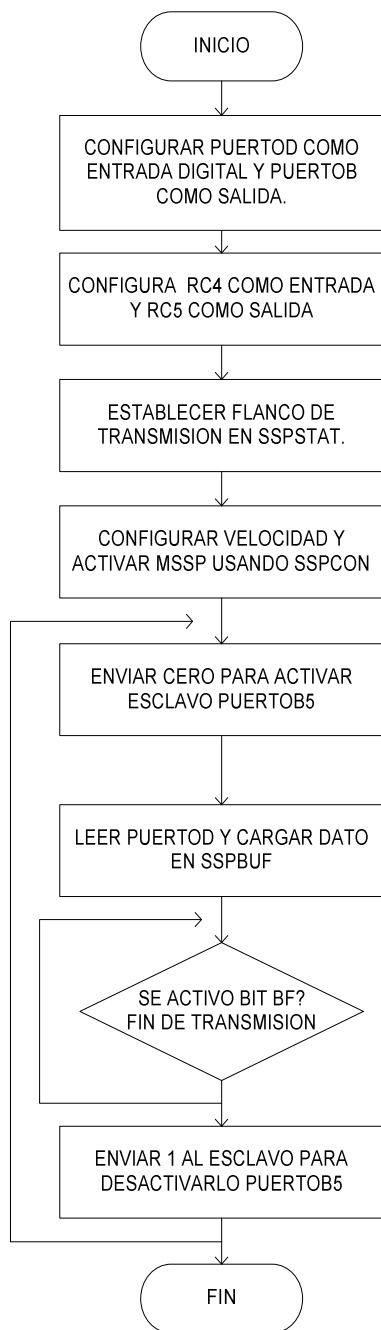 INICIO
CONFIGURAR PUERTOD COMO
ENTRADA DIGITAL Y PUERTOB
COMO SALIDA.
CONFIGURA RC4 COMO ENTRADA
Y RC5 COMO SALIDA
ESTABLECER FLANCO DE
TRANSMISION EN SSPSTAT.
CONFIGURAR VELOCIDAD Y
ACTIVAR MSSP USANDO SSPCON
ENVIAR CERO PARA ACTIVAR
ESCLAVO PUERTOB5
LEER PUERTOD Y CARGAR DATO
EN SSPBUF
SE ACTIVO BIT BF?
FIN DE TRANSMISION
ENVIAR 1 AL ESCLAVO PARA
DESACTIVARLO PUERTOB5
FIN